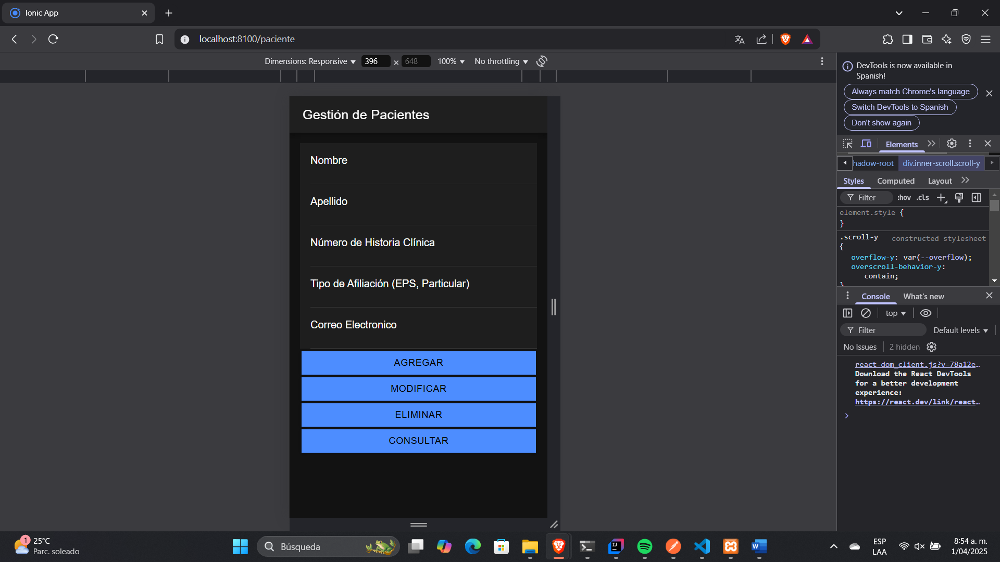 Ionic App
localhost:8100/paciente
Dimensions: Responsive
396 x 648
100%
No throttling
Gestión de Pacientes
Nombre
Apellido
Número de Historia Clínica
Tipo de Afiliación (EPS, Particular)
Correo Electronico
AGREGAR
MODIFICAR
ELIMINAR
CONSULTAR
DevTools is now available in
Spanish!
Always match Chrome's language
Switch DevTools to Spanish
Don't show again
Elements
hadow-root
div.inner-scroll.scroll-y
Styles
Computed
Layout
Filter
:hov
.cls
element.style {
}
.scroll-y
constructed stylesheet
{
overflow-y: var(--overflow);
overscroll-behavior-y:
contain;
}
Console
What's new
top
Filter
Default levels
No Issues
2 hidden
react-dom_client.js?v=78a12e…
Download the React DevTools
for a better development
experience:
https://react.dev/link/react…
1
25°C
Parc. soleado
Búsqueda
ESP
LAA
8:54 a. m.
1/04/2025